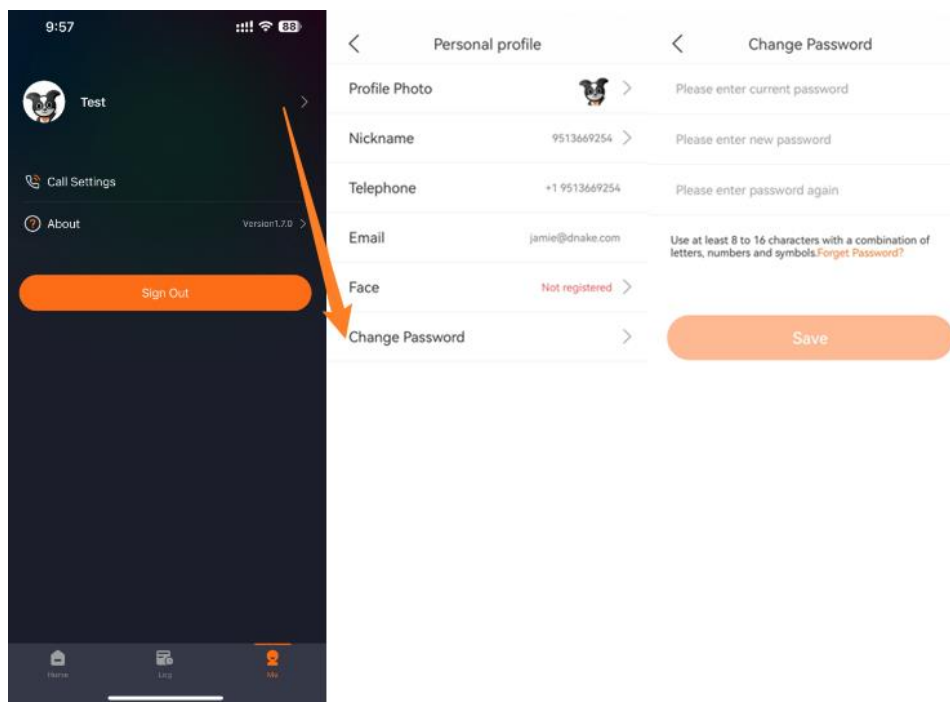 9:57
88
Test
Call Settings
About
Version1.7.0
Sign Out
Home
Log
Me
Personal profile
Profile Photo
Nickname
9513669254
Telephone
+1 9513669254
Email
jamie@dnake.com
Face
Not registered
Change Password
Change Password
Please enter current password
Please enter new password
Please enter password again
Use at least 8 to 16 characters with a combination of
letters, numbers and symbols.Forget Password?
Save